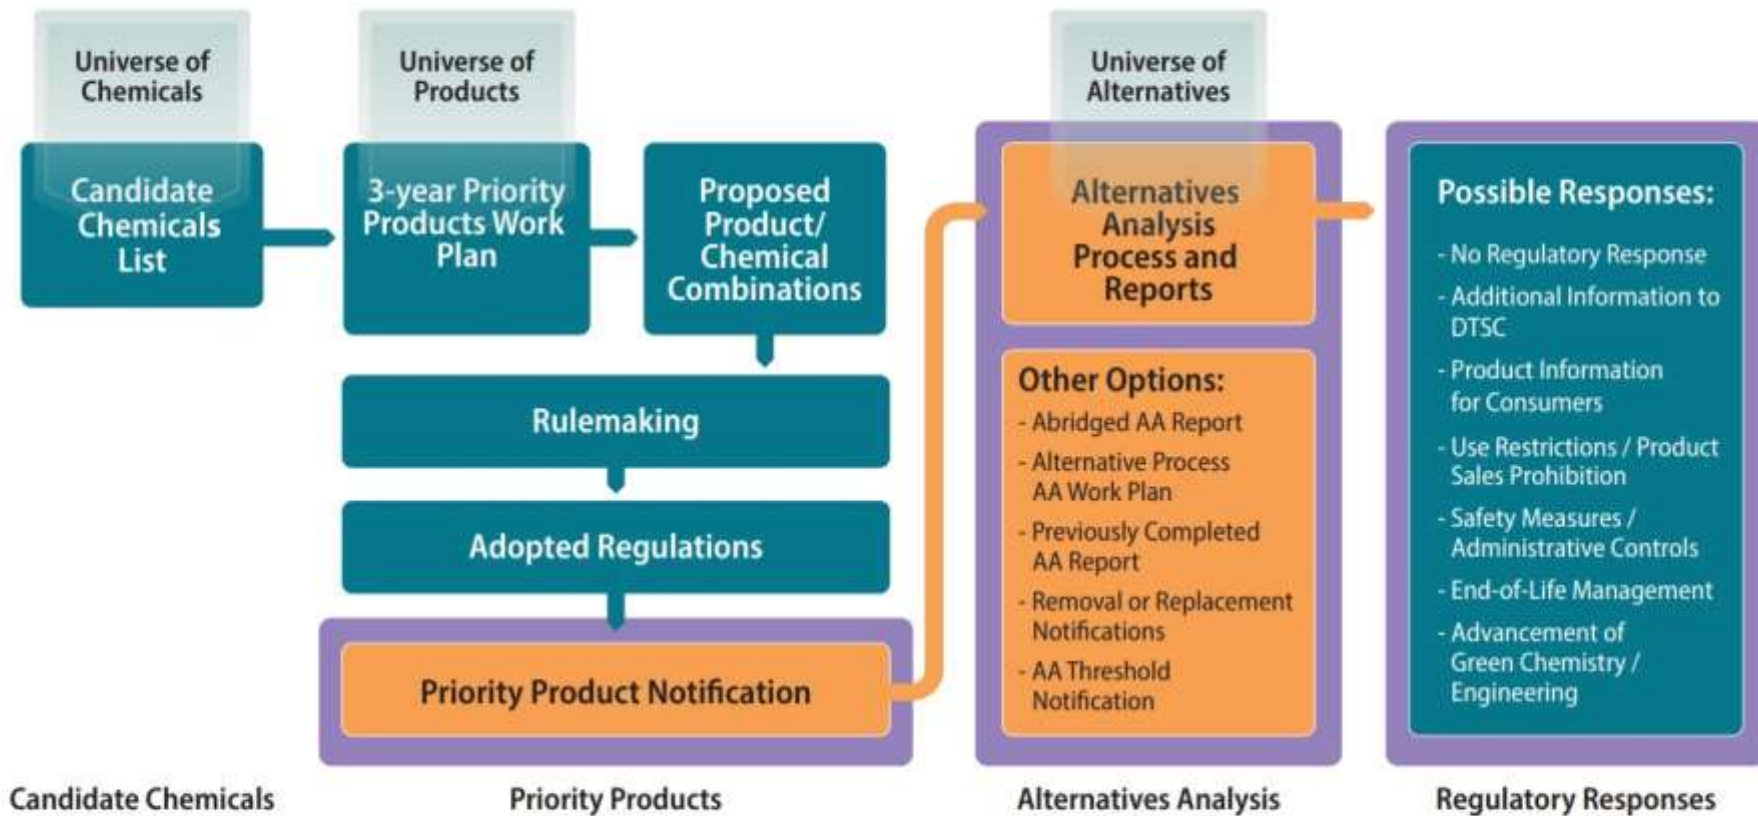 Universe of
Chemicals
Candidate
Chemicals
List
Universe of
Products
3-year Priority
Products Work
Plan
Proposed
Product/
Chemical
Combinations
Rulemaking
Adopted Regulations
Priority Product Notification
Universe of
Alternatives
Alternatives
Analysis
Process and
Reports
Other Options:
- Abridged AA Report
- Alternative Process
AA Work Plan
- Previously Completed
AA Report
- Removal or Replacement
Notifications
- AA Threshold
Notification
Possible Responses:
- No Regulatory Response
- Additional Information to
DTSC
- Product Information
for Consumers
- Use Restrictions / Product
Sales Prohibition
- Safety Measures /
Administrative Controls
- End-of-Life Management
- Advancement of
Green Chemistry /
Engineering
Candidate Chemicals
Priority Products
Alternatives Analysis
Regulatory Responses